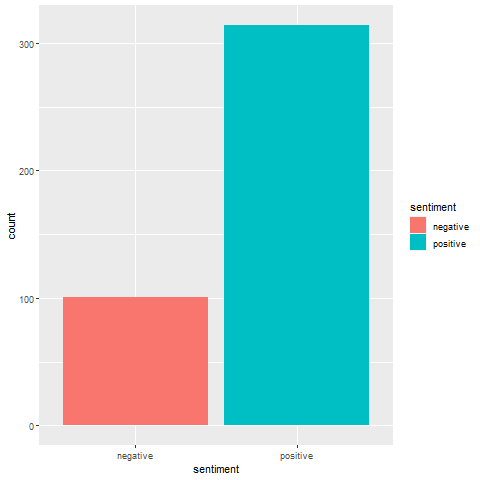 300
200
100
0
count
negative
positive
sentiment
sentiment
negative
positive